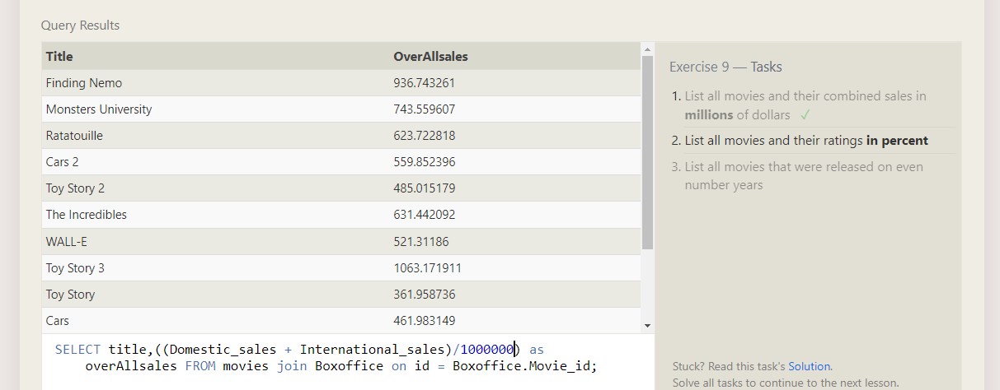 Query Results
Title OverAllsales
Finding Nemo 936.743261
Monsters University 743.559607
Ratatouille 623.722818
Cars 2 559.852396
Toy Story 2 485.015179
The Incredibles 631.442092
WALL-E 521.31186
Toy Story 3 1063.171911
Toy Story 361.958736
Cars 461.983149
SELECT title,((Domestic_sales + International_sales)/1000000) as
overAllsales FROM movies join Boxoffice on id = Boxoffice.Movie_id;
Exercise 9 — Tasks
1. List all movies and their combined sales in
millions of dollars ✓
2. List all movies and their ratings in percent
3. List all movies that were released on even
number years
Stuck? Read this task's Solution.
Solve all tasks to continue to the next lesson.